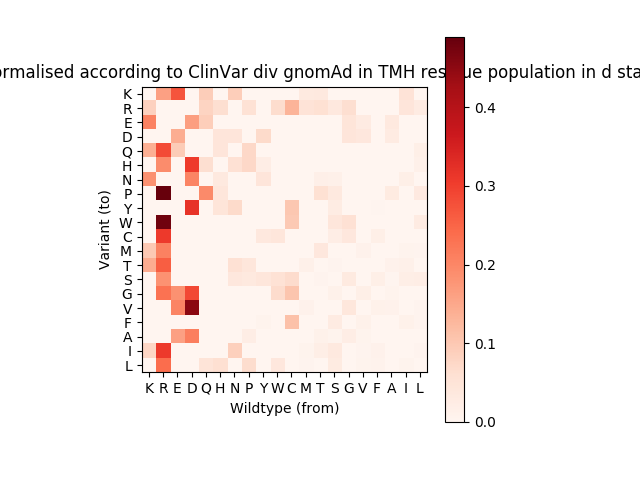 ormalised according to ClinVar div gnomAd in TMH residue population in d sta
K
R
E
D
Q
H
N
P
Y
W
C
M
T
S
G
V
F
A
I
L
Variant (to)
K R E D Q H N P Y W C M T S G V F A I L
Wildtype (from)
0.4
0.3
0.2
0.1
0.0